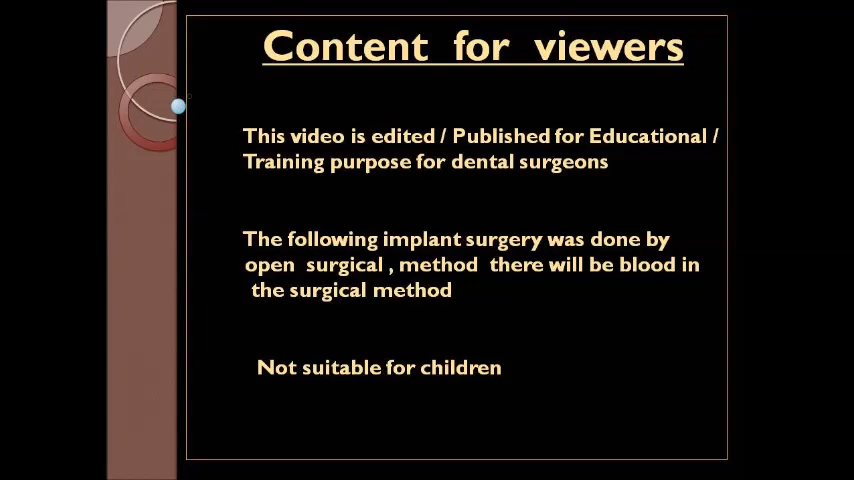 Content for viewers
This video is edited / Published for Educational /
Training purpose for dental surgeons
The following implant surgery was done by
open surgical , method there will be blood in
the surgical method
Not suitable for children